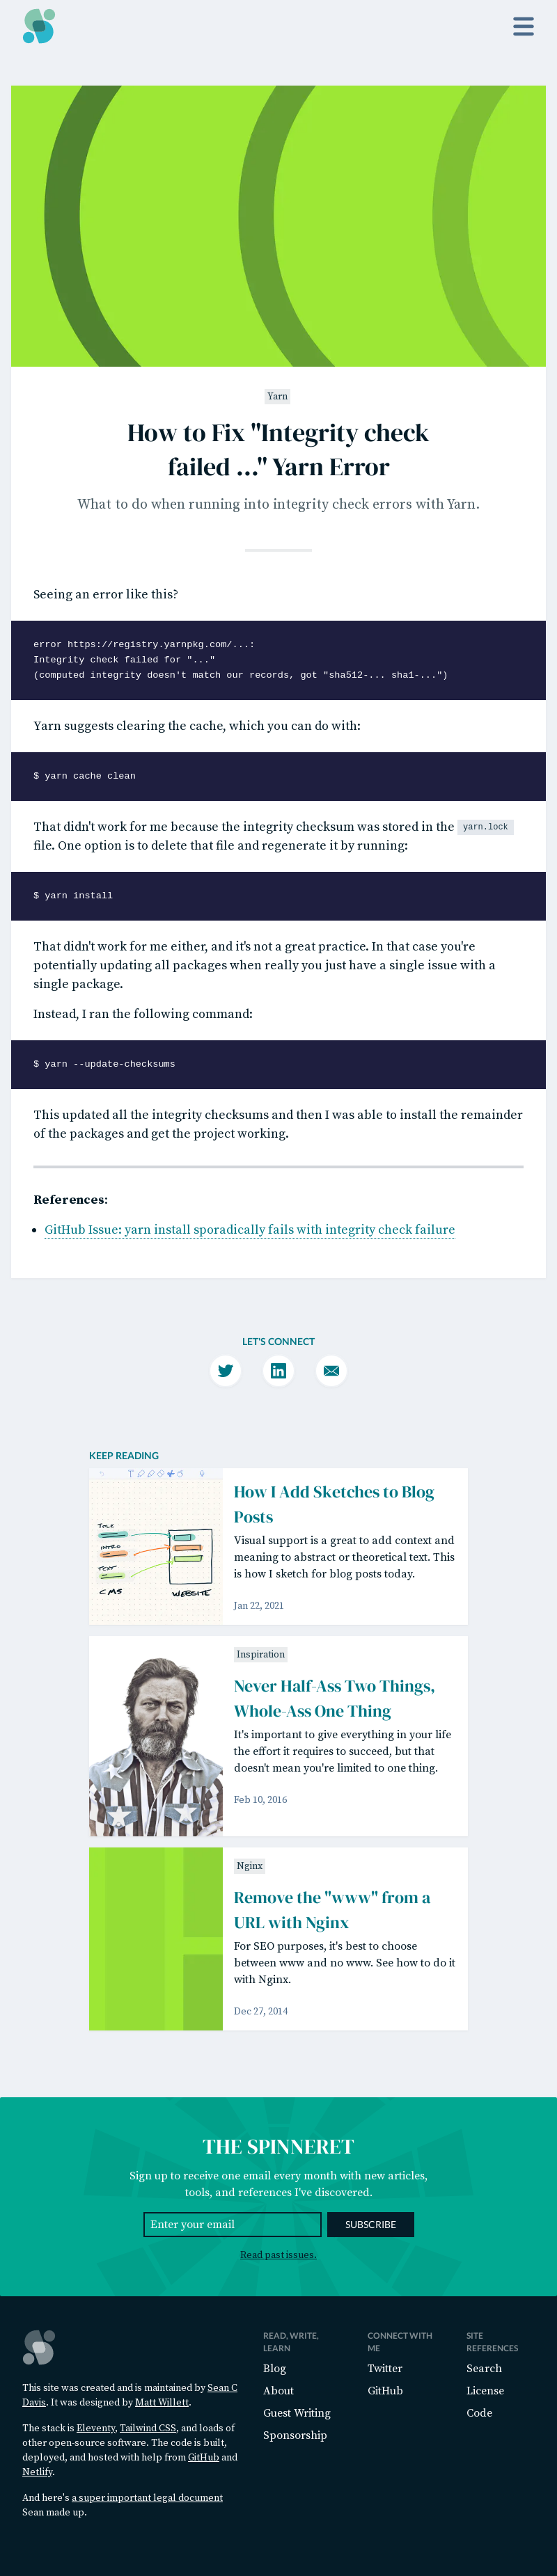 Yarn
How to Fix "Integrity check
failed ..." Yarn Error
What to do when running into integrity check errors with Yarn.
Seeing an error like this?
error https://registry.yarnpkg.com/...:
Integrity check failed for "..."
(computed integrity doesn't match our records, got "sha512-... sha1-...")
Yarn suggests clearing the cache, which you can do with:
$ yarn cache clean
That didn't work for me because the integrity checksum was stored in the yarn.lock
file. One option is to delete that file and regenerate it by running:
$ yarn install
That didn't work for me either, and it's not a great practice. In that case you're
potentially updating all packages when really you just have a single issue with a
single package.
Instead, I ran the following command:
$ yarn --update-checksums
This updated all the integrity checksums and then I was able to install the remainder
of the packages and get the project working.
References:
GitHub Issue: yarn install sporadically fails with integrity check failure
LET'S CONNECT
KEEP READING
TITLE
INTRO
TEXT
CMS
WEBSITE
How I Add Sketches to Blog
Posts
Visual support is a great to add context and
meaning to abstract or theoretical text. This
is how I sketch for blog posts today.
Jan 22, 2021
Inspiration
Never Half-Ass Two Things,
Whole-Ass One Thing
It's important to give everything in your life
the effort it requires to succeed, but that
doesn't mean you're limited to one thing.
Feb 10, 2016
Nginx
Remove the "www" from a
URL with Nginx
For SEO purposes, it's best to choose
between www and no www. See how to do it
with Nginx.
Dec 27, 2014
THE SPINNERET
Sign up to receive one email every month with new articles,
tools, and references I've discovered.
Enter your email
SUBSCRIBE
Read past issues.
This site was created and is maintained by Sean C
Davis. It was designed by Matt Willett.
The stack is Eleventy, Tailwind CSS, and loads of
other open-source software. The code is built,
deployed, and hosted with help from GitHub and
Netlify.
And here's a super important legal document
Sean made up.
READ, WRITE,
LEARN
Blog
About
Guest Writing
Sponsorship
CONNECT WITH
ME
Twitter
GitHub
SITE
REFERENCES
Search
License
Code